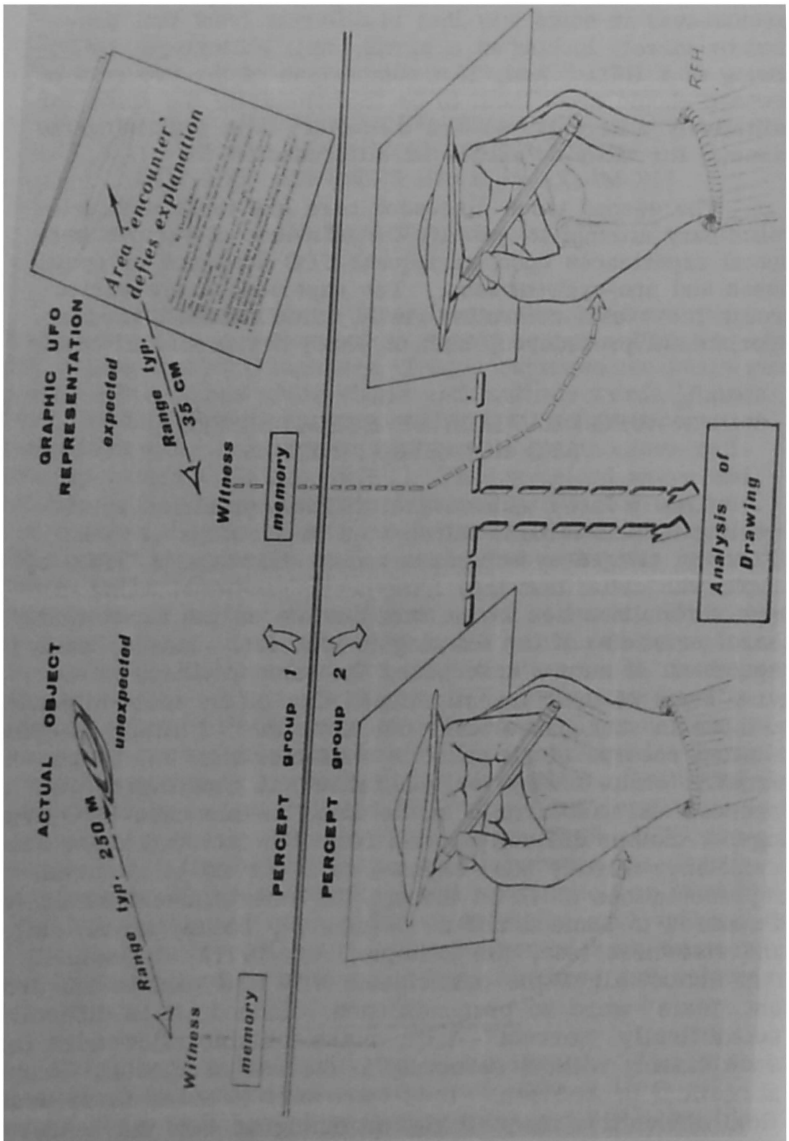 ACTUAL OBJECT
Range typ. 250 M
unexpected
Witness
memory
GRAPHIC UFO
REPRESENTATION
expected
Range typ.
35 cm
Witness
memory
Area 'encounter'
defies explanation
PERCEPT group 1
PERCEPT group 2
Analysis of
Drawing
RFH